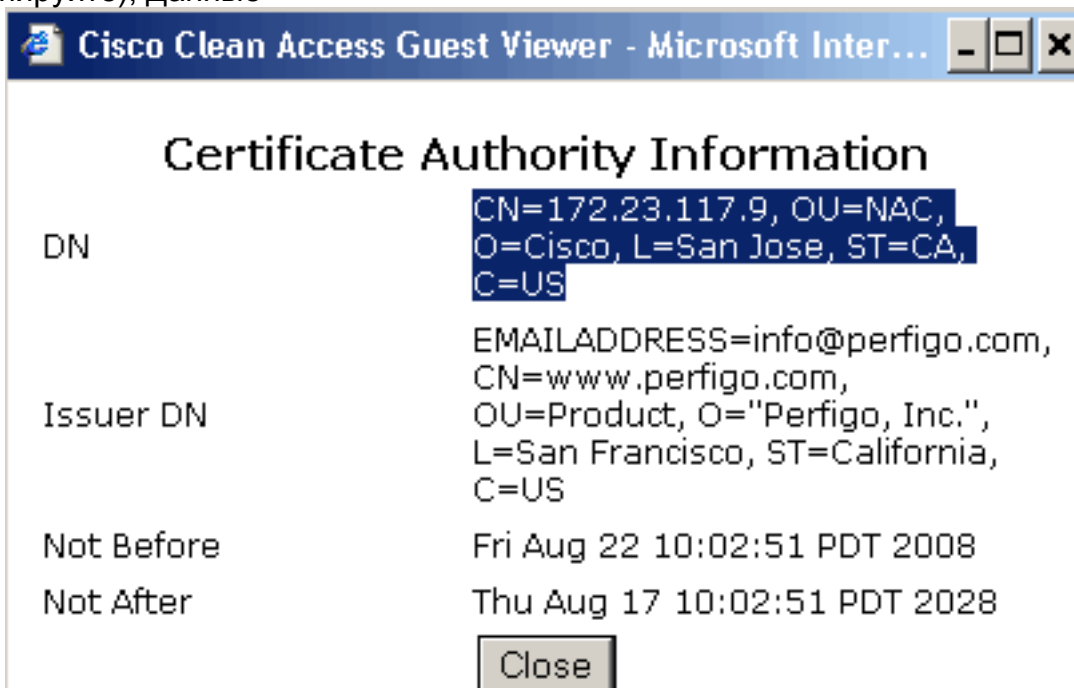 данные
Cisco Clean Access Guest Viewer - Microsoft Inter...
Certificate Authority Information
DN
CN=172.23.117.9, OU=NAC,
O=Cisco, L=San Jose, ST=CA,
C=US
Issuer DN
EMAILADDRESS=info@perfigo.com,
CN=www.perfigo.com,
OU=Product, O="Perfigo, Inc.",
L=San Francisco, ST=California,
C=US
Not Before
Fri Aug 22 10:02:51 PDT 2008
Not After
Thu Aug 17 10:02:51 PDT 2028
Close